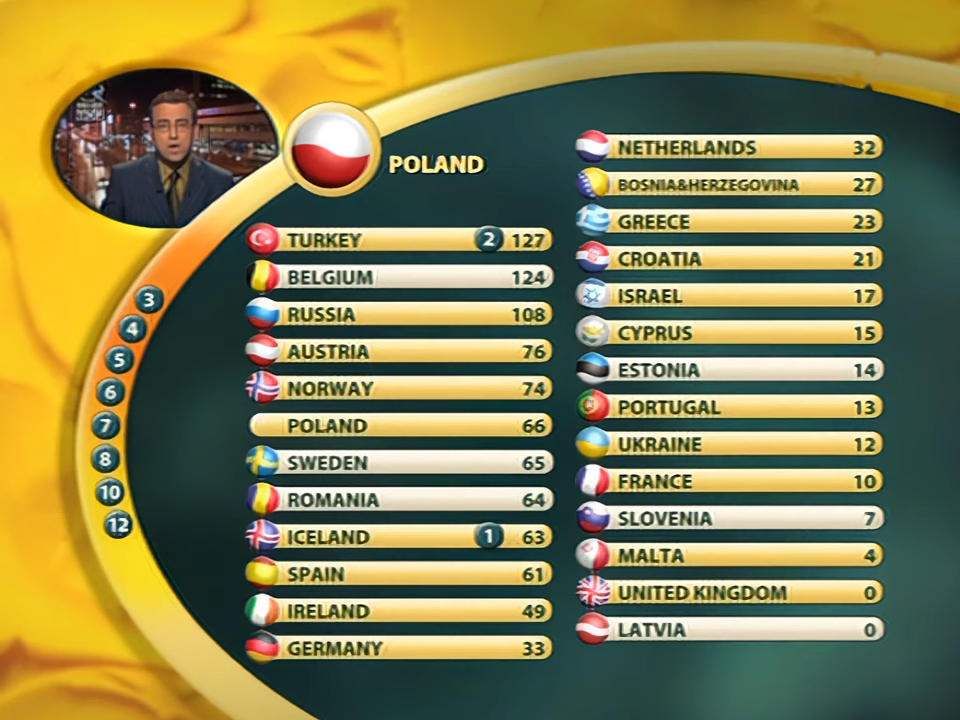 POLAND
3
4
5
6
7
8
10
12
TURKEY 2 127
BELGIUM 124
RUSSIA 108
AUSTRIA 76
NORWAY 74
POLAND 66
SWEDEN 65
ROMANIA 64
ICELAND 1 63
SPAIN 61
IRELAND 49
GERMANY 33
NETHERLANDS 32
BOSNIA&HERZEGOVINA 27
GREECE 23
CROATIA 21
ISRAEL 17
CYPRUS 15
ESTONIA 14
PORTUGAL 13
UKRAINE 12
FRANCE 10
SLOVENIA 7
MALTA 4
UNITED KINGDOM 0
LATVIA 0